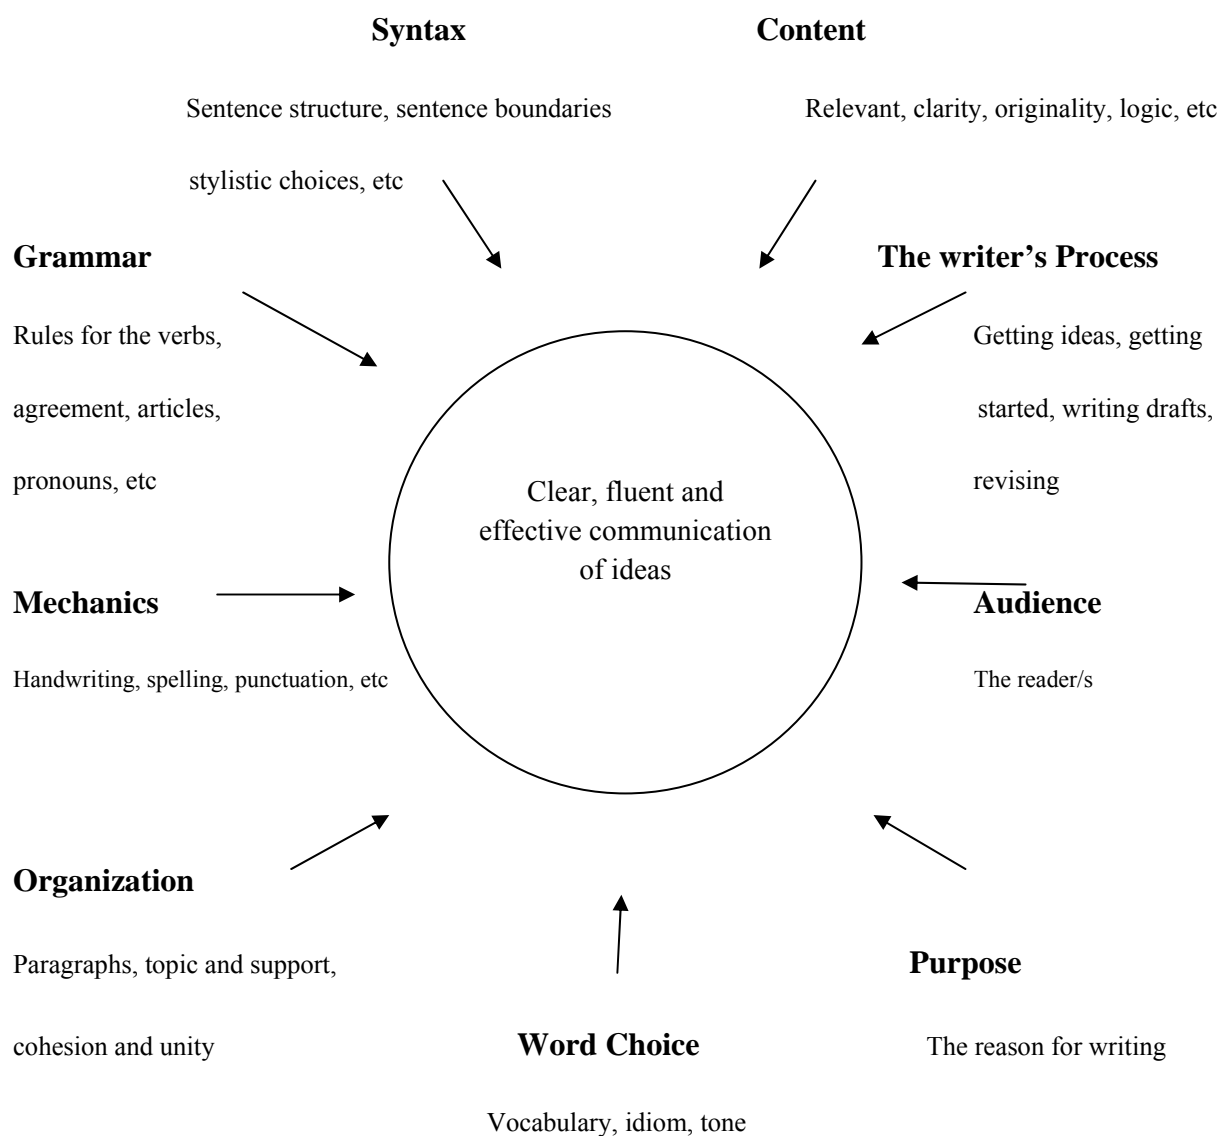 Syntax
Content
Sentence structure, sentence boundaries
stylistic choices, etc
Relevant, clarity, originality, logic, etc
Grammar
Rules for the verbs,
agreement, articles,
pronouns, etc
The writer’s Process
Getting ideas, getting
started, writing drafts,
revising
Clear, fluent and
effective communication
of ideas
Mechanics
Handwriting, spelling, punctuation, etc
Audience
The reader/s
Organization
Paragraphs, topic and support,
cohesion and unity
Word Choice
Vocabulary, idiom, tone
Purpose
The reason for writing